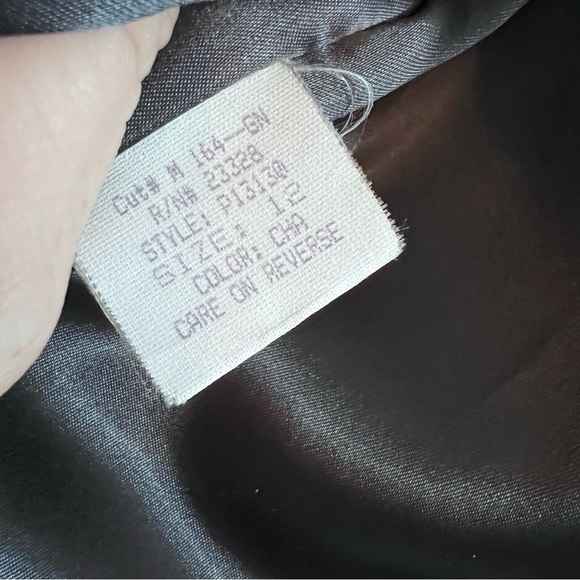 Cut# M 164--GN
R/N# 23328
STYLE: P13130
SIZE: 12
COLOR: CHA
CARE ON REVERSE